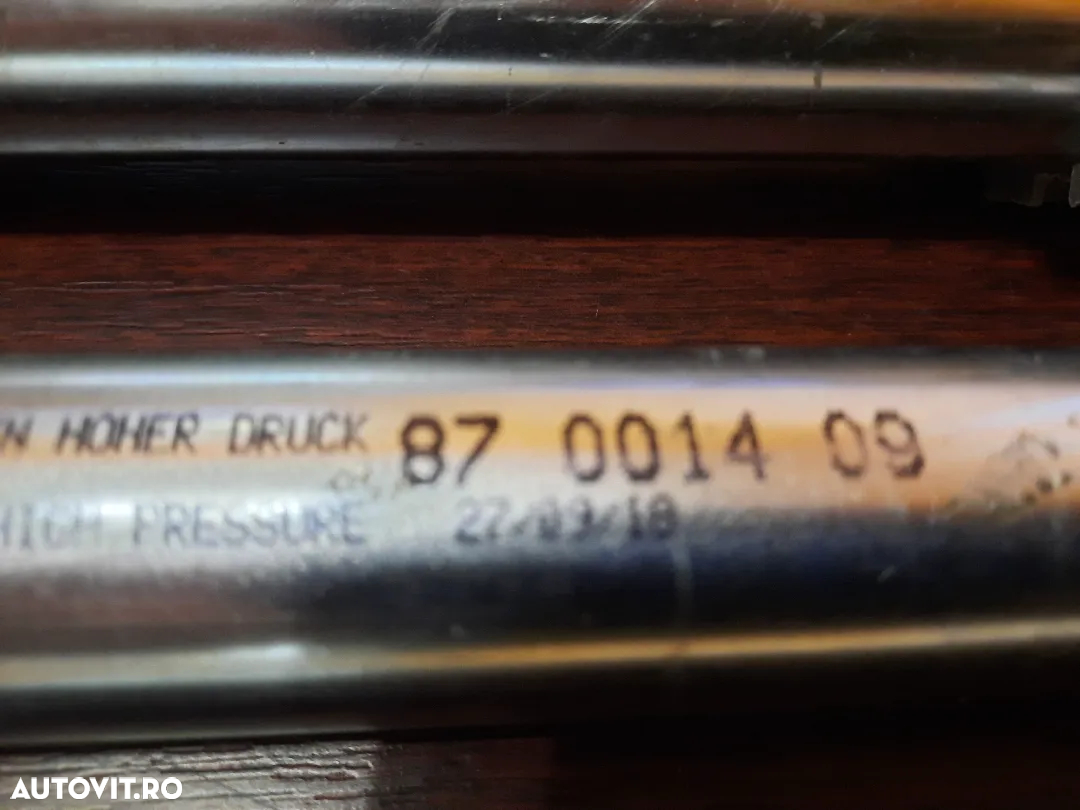 N HOHER DRUCK 87 0014 09
HIGH PRESSURE 27/09/18
AUTOVIT.RO